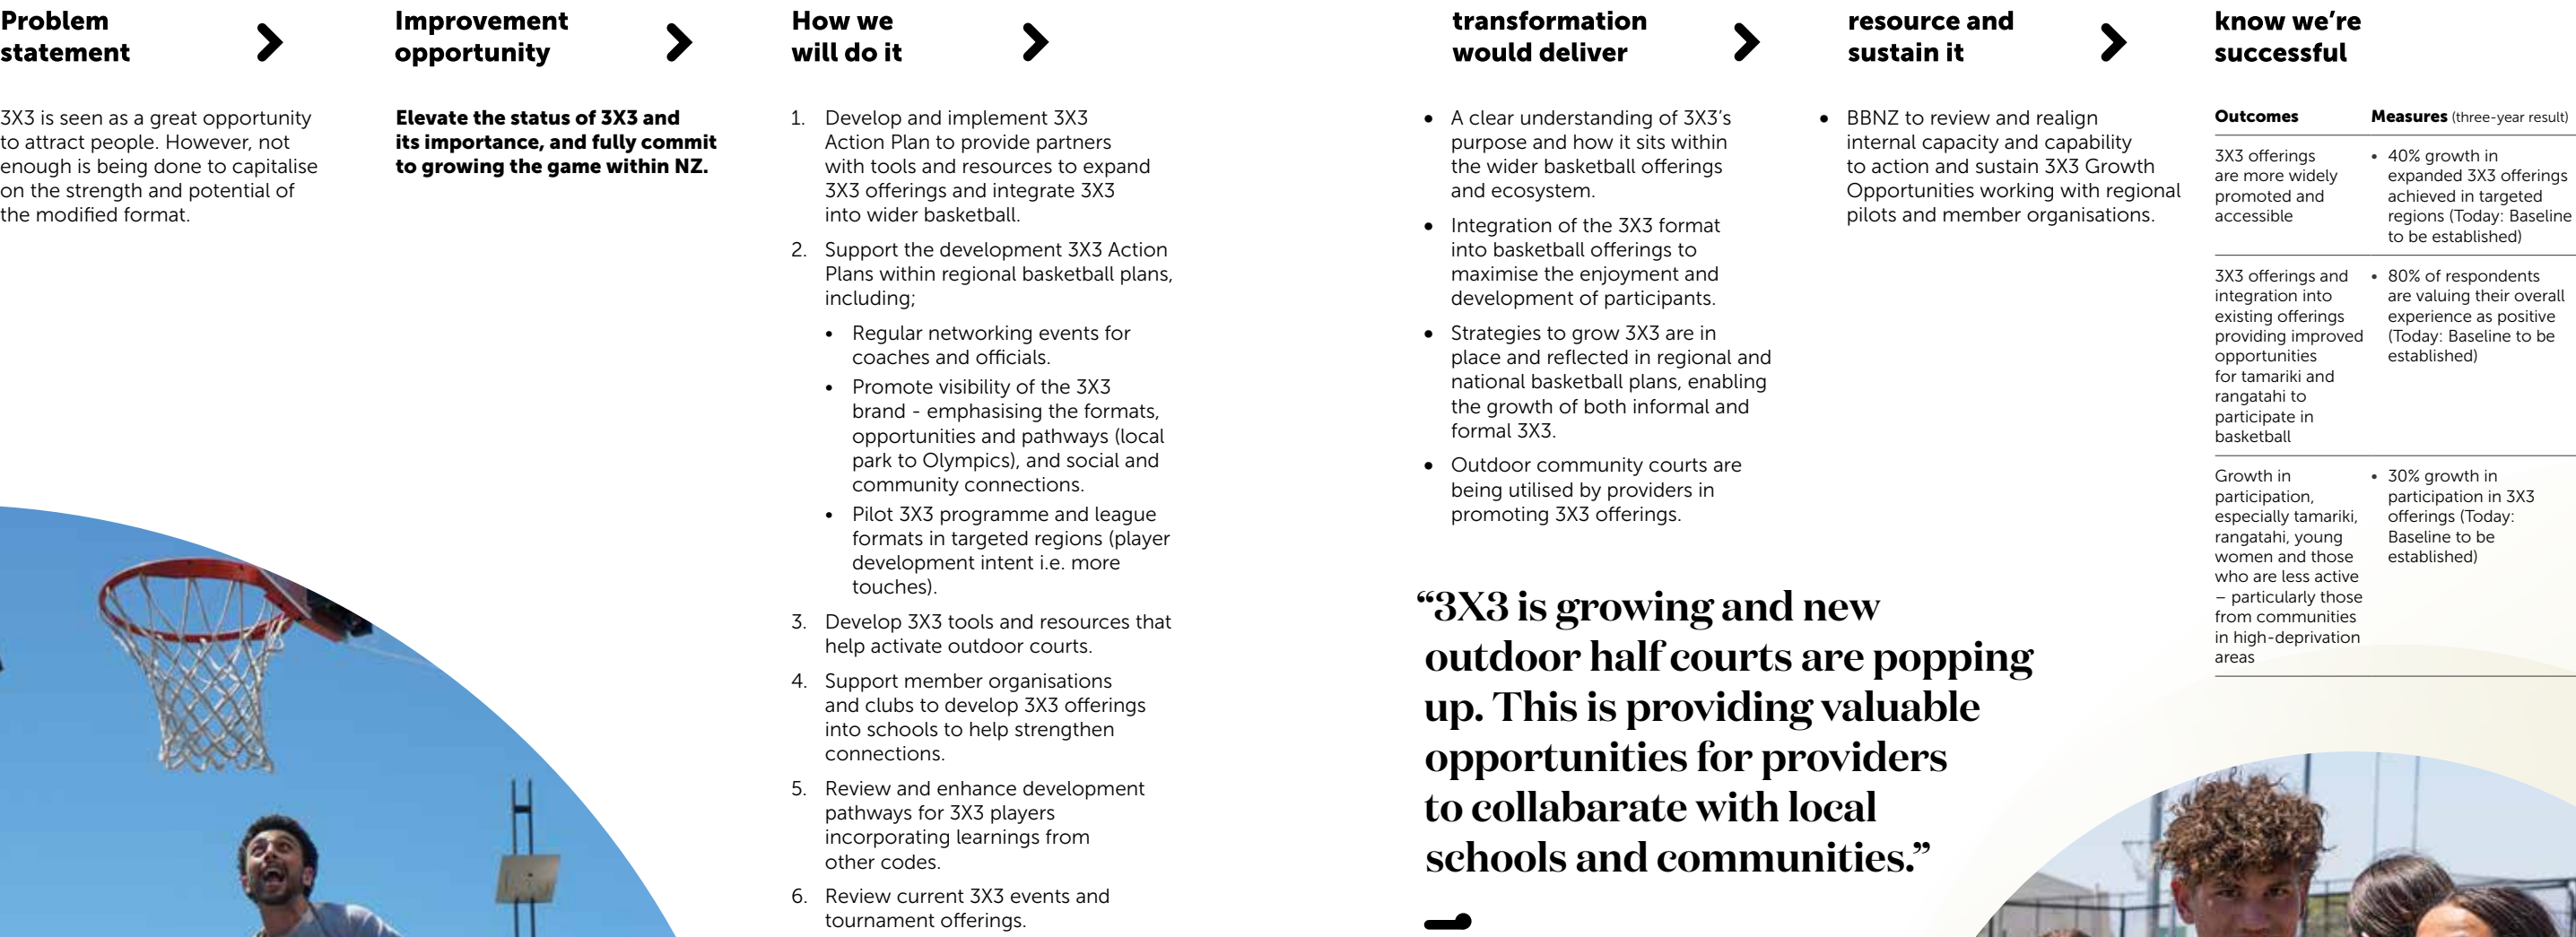 Problem
statement
3X3 is seen as a great opportunity
to attract people. However, not
enough is being done to capitalise
on the strength and potential of
the modified format.
Improvement
opportunity
Elevate the status of 3X3 and
its importance, and fully commit
to growing the game within NZ.
How we
will do it
1. Develop and implement 3X3
Action Plan to provide partners
with tools and resources to expand
3X3 offerings and integrate 3X3
into wider basketball.
2. Support the development 3X3 Action
Plans within regional basketball plans,
including;
• Regular networking events for
coaches and officials.
• Promote visibility of the 3X3
brand - emphasising the formats,
opportunities and pathways (local
park to Olympics), and social and
community connections.
• Pilot 3X3 programme and league
formats in targeted regions (player
development intent i.e. more
touches).
3. Develop 3X3 tools and resources that
help activate outdoor courts.
4. Support member organisations
and clubs to develop 3X3 offerings
into schools to help strengthen
connections.
5. Review and enhance development
pathways for 3X3 players
incorporating learnings from
other codes.
6. Review current 3X3 events and
tournament offerings.
transformation
would deliver
• A clear understanding of 3X3's
purpose and how it sits within
the wider basketball offerings
and ecosystem.
• Integration of the 3X3 format
into basketball offerings to
maximise the enjoyment and
development of participants.
• Strategies to grow 3X3 are in
place and reflected in regional and
national basketball plans, enabling
the growth of both informal and
formal 3X3.
• Outdoor community courts are
being utilised by providers in
promoting 3X3 offerings.
“3X3 is growing and new
outdoor half courts are popping
up. This is providing valuable
opportunities for providers
to collabarate with local
schools and communities.”
resource and
sustain it
• BBNZ to review and realign
internal capacity and capability
to action and sustain 3X3 Growth
Opportunities working with regional
pilots and member organisations.
know we’re
successful
Outcomes Measures (three-year result)
3X3 offerings
are more widely
promoted and
accessible
• 40% growth in
expanded 3X3 offerings
achieved in targeted
regions (Today: Baseline
to be established)
3X3 offerings and
integration into
existing offerings
providing improved
opportunities
for tamariki and
rangatahi to
participate in
basketball
• 80% of respondents
are valuing their overall
experience as positive
(Today: Baseline to be
established)
Growth in
participation,
especially tamariki,
rangatahi, young
women and those
who are less active
– particularly those
from communities
in high-deprivation
areas
• 30% growth in
participation in 3X3
offerings (Today:
Baseline to be
established)